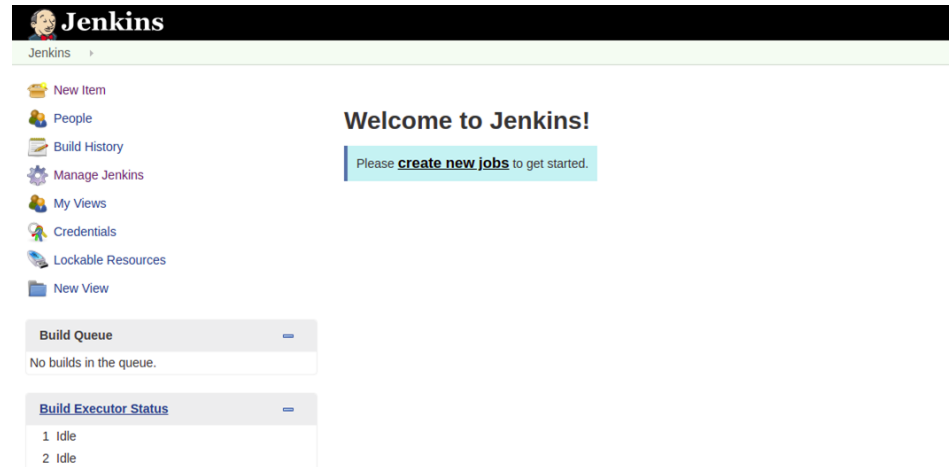 Jenkins
Jenkins
New Item
People
Build History
Manage Jenkins
My Views
Credentials
Lockable Resources
New View
Build Queue
No builds in the queue.
Build Executor Status
1 Idle
2 Idle
Welcome to Jenkins!
Please create new jobs to get started.